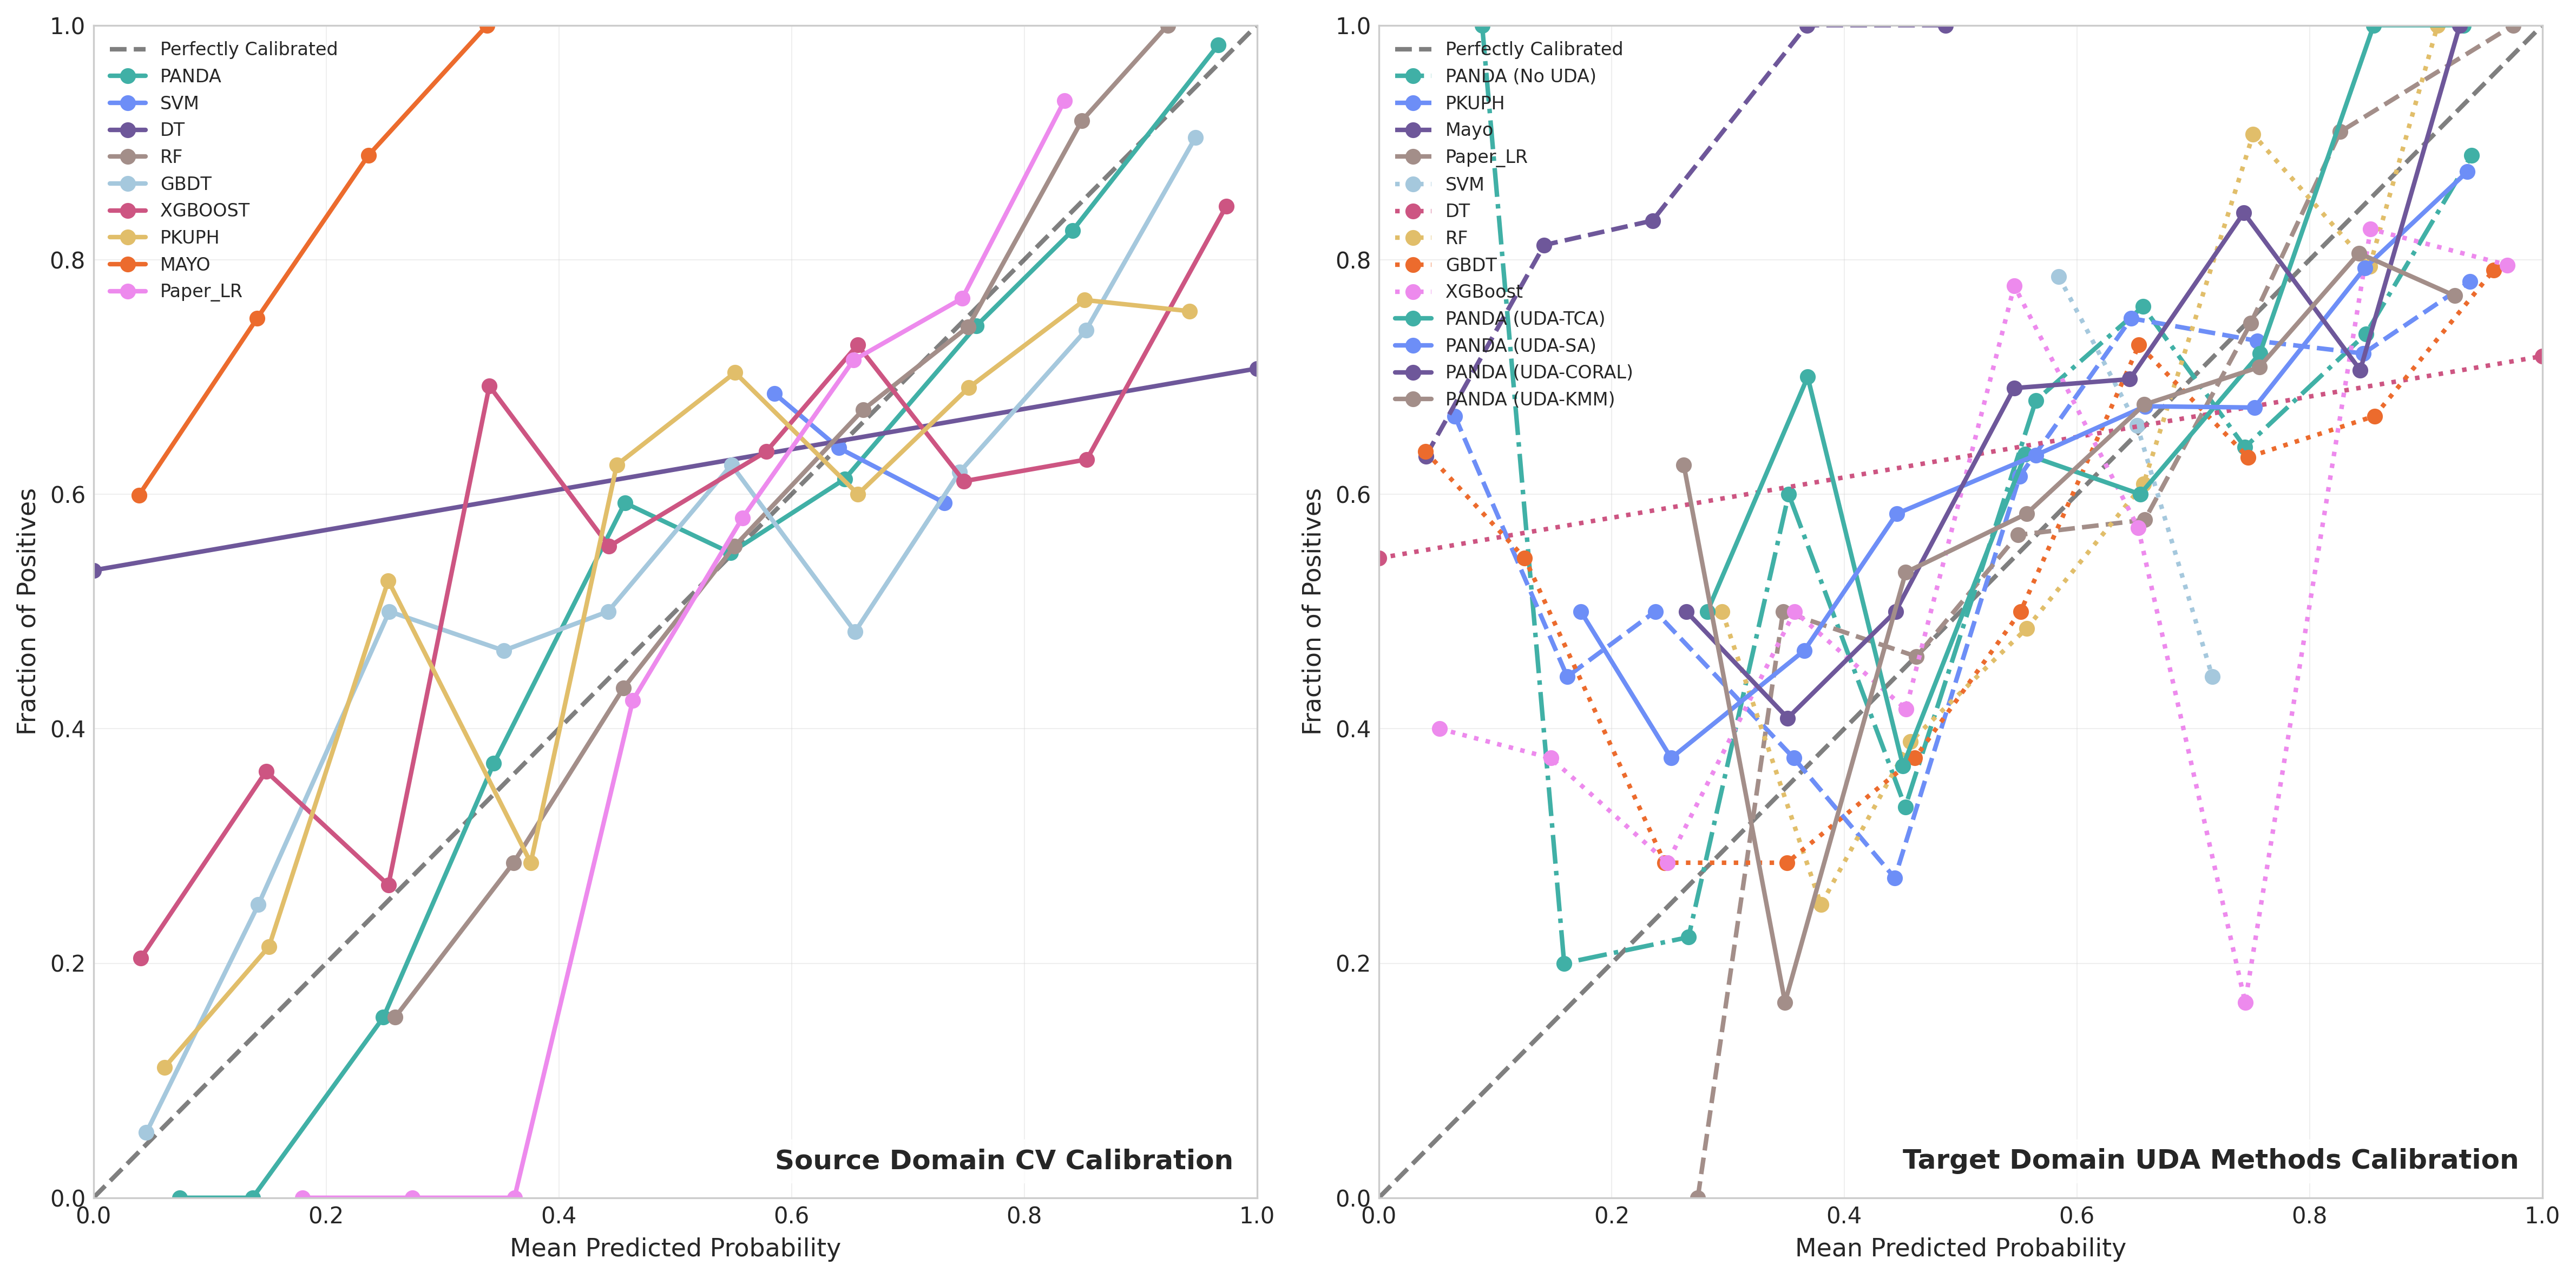 1.0
0.8
0.6
0.4
0.2
0.0
Fraction of Positives
Perfectly Calibrated
PANDA
SVM
DT
RF
GBDT
XGBOOST
PKUPH
MAYO
Paper_LR
Source Domain CV Calibration
0.0 0.2 0.4 0.6 0.8 1.0
Mean Predicted Probability
1.0
0.8
0.6
0.4
0.2
0.0
Fraction of Positives
Perfectly Calibrated
PANDA (No UDA)
PKUPH
Mayo
Paper_LR
SVM
DT
RF
GBDT
XGBoost
PANDA (UDA-TCA)
PANDA (UDA-SA)
PANDA (UDA-CORAL)
PANDA (UDA-KMM)
Target Domain UDA Methods Calibration
0.0 0.2 0.4 0.6 0.8 1.0
Mean Predicted Probability